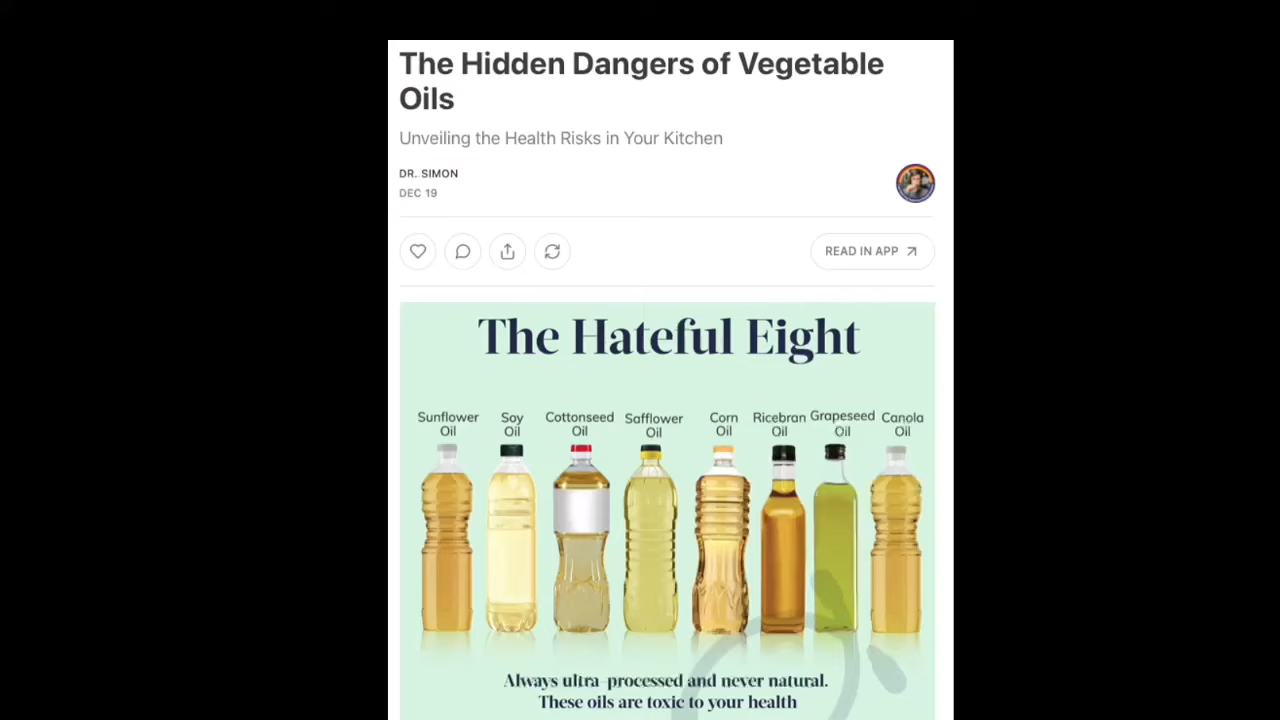 The Hidden Dangers of Vegetable
Oils
Unveiling the Health Risks in Your Kitchen
DR. SIMON
DEC 19
READ IN APP
The Hateful Eight
Sunflower Oil
Soy Oil
Cottonseed Oil
Safflower Oil
Corn Oil
Ricebran Oil
Grapeseed Oil
Canola Oil
Always ultra-processed and never natural.
These oils are toxic to your health